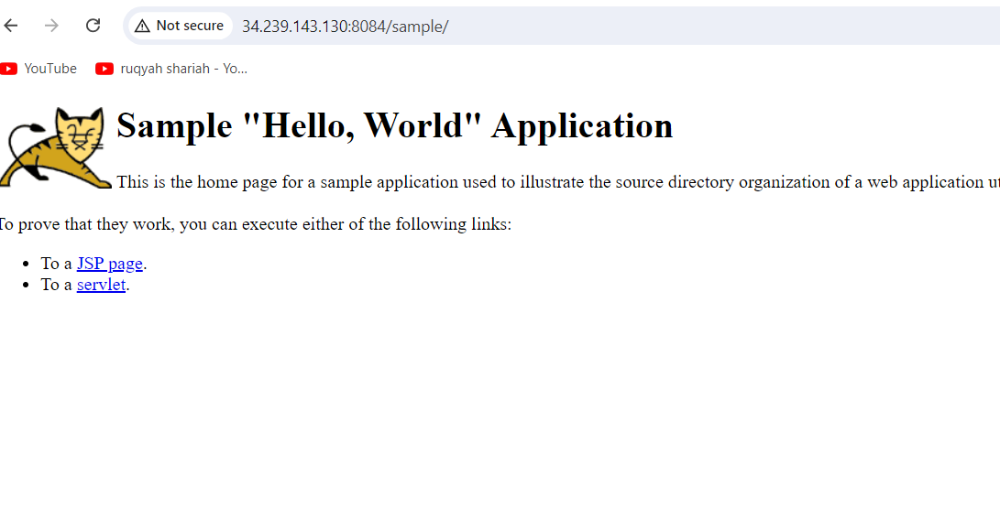 Not secure 34.239.143.130:8084/sample/
YouTube ruqyah shariah - Yo...
Sample "Hello, World" Application
This is the home page for a sample application used to illustrate the source directory organization of a web application
To prove that they work, you can execute either of the following links:
• To a JSP page.
• To a servlet.